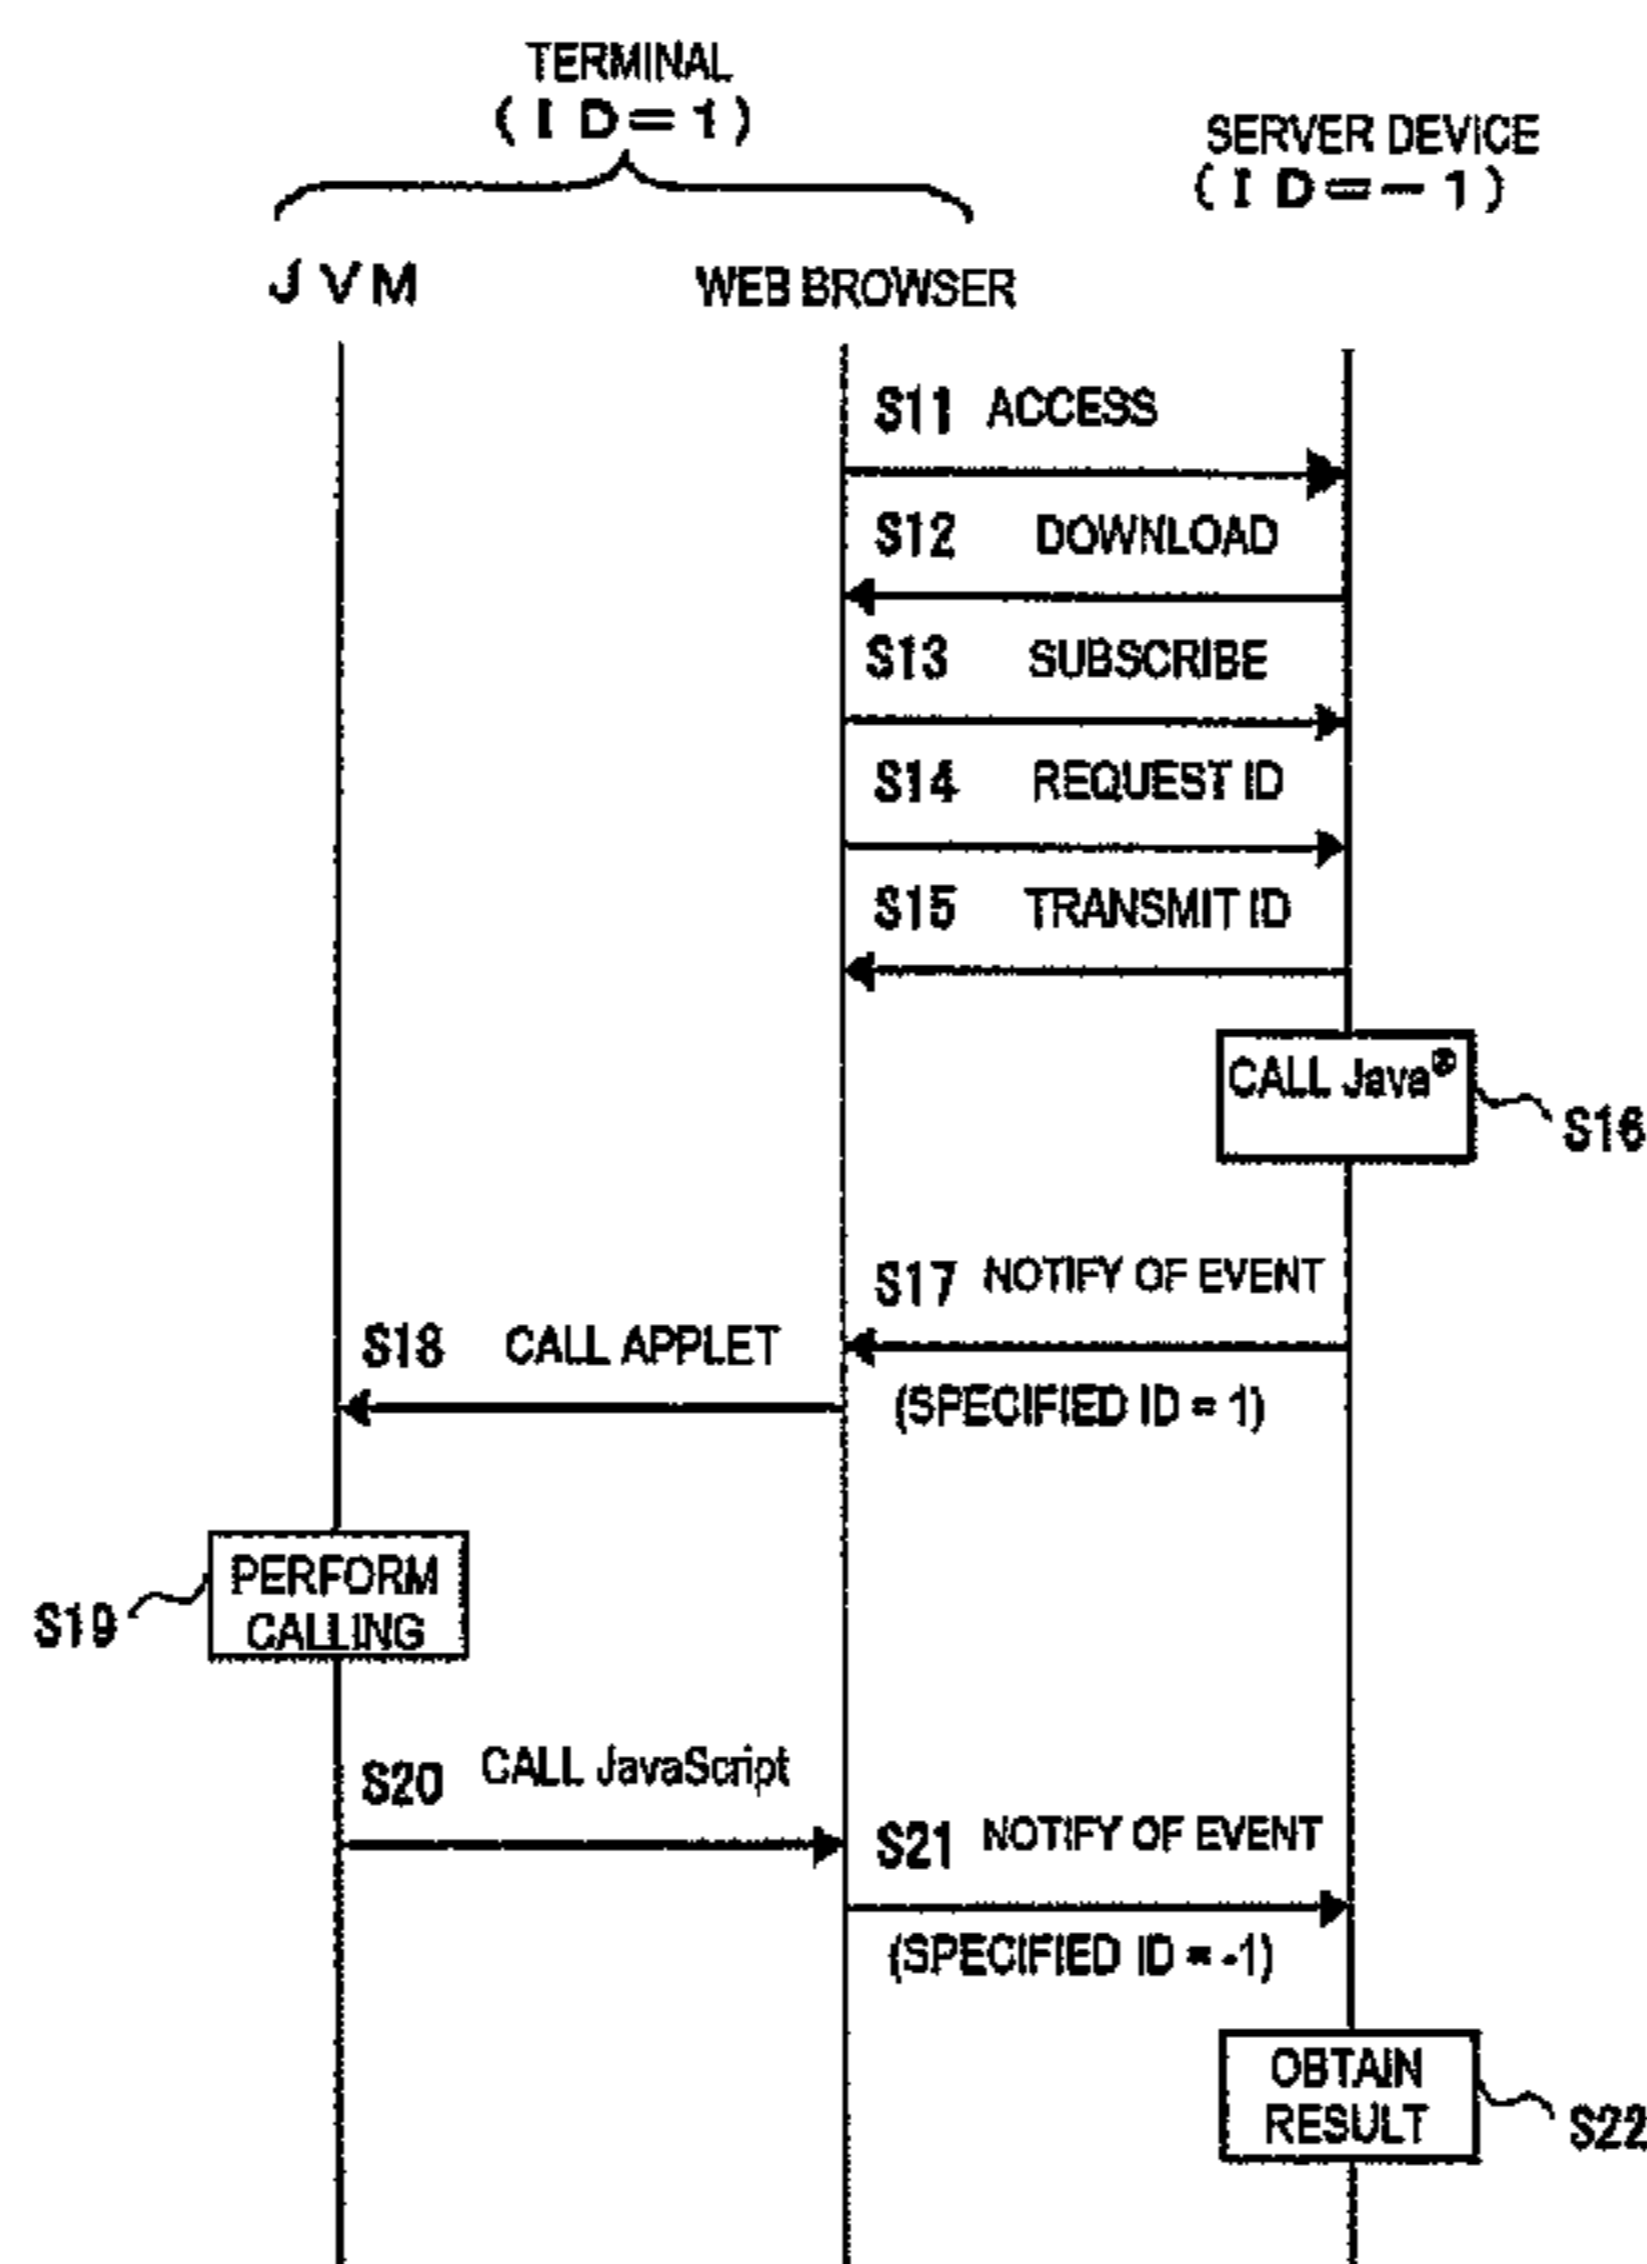 TERMINAL
(ID=1)
SERVER DEVICE
(ID=-1)
JVM
WEB BROWSER
S11 ACCESS
S12 DOWNLOAD
S13 SUBSCRIBE
S14 REQUEST ID
S15 TRANSMIT ID
CALL Java®
S16
S17 NOTIFY OF EVENT
S18 CALL APPLET
(SPECIFIED ID = 1)
PERFORM
CALLING
S19
S20 CALL JavaScript
S21 NOTIFY OF EVENT
(SPECIFIED ID = -1)
OBTAIN
RESULT
S22